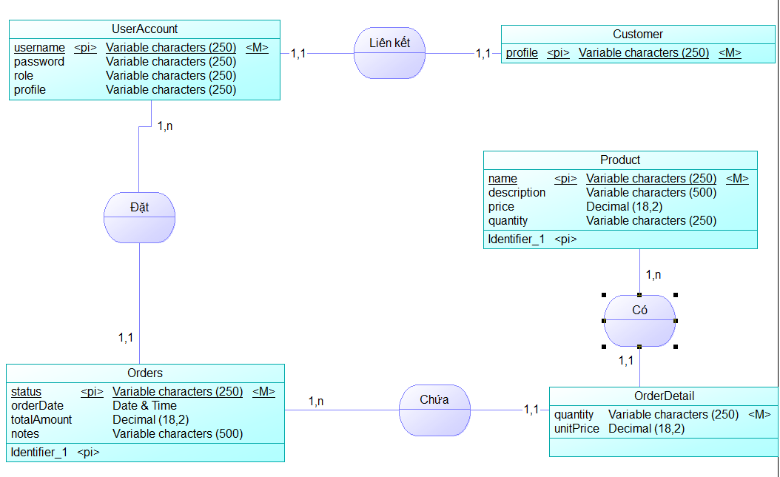 UserAccount
username <pi> Variable characters (250) <M>
password Variable characters (250)
role Variable characters (250)
profile Variable characters (250)
1,1
Liên kết
1,1
Customer
profile <pi> Variable characters (250) <M>
1,n
Đặt
1,1
Product
name <pi> Variable characters (250) <M>
description Variable characters (500)
price Decimal (18,2)
quantity Variable characters (250)
Identifier_1 <pi>
1,n
Có
1,1
Orders
status <pi> Variable characters (250) <M>
orderDate Date & Time
totalAmount Decimal (18,2)
notes Variable characters (500)
Identifier_1 <pi>
1,n
Chứa
1,1
OrderDetail
quantity Variable characters (250) <M>
unitPrice Decimal (18,2)